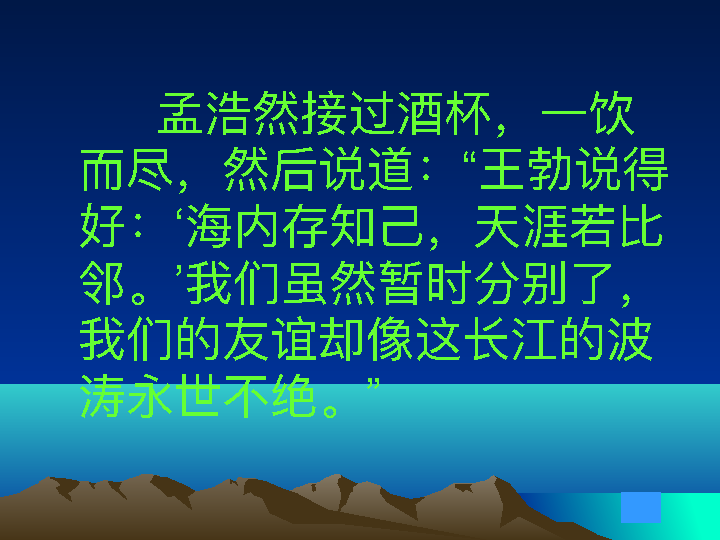 孟浩然接过酒杯，一饮
而尽，然后说道：“王勃说得
好：‘海内存知己，天涯若比
邻。’我们虽然暂时分别了，
我们的友谊却像这长江的波
涛永世不绝。”